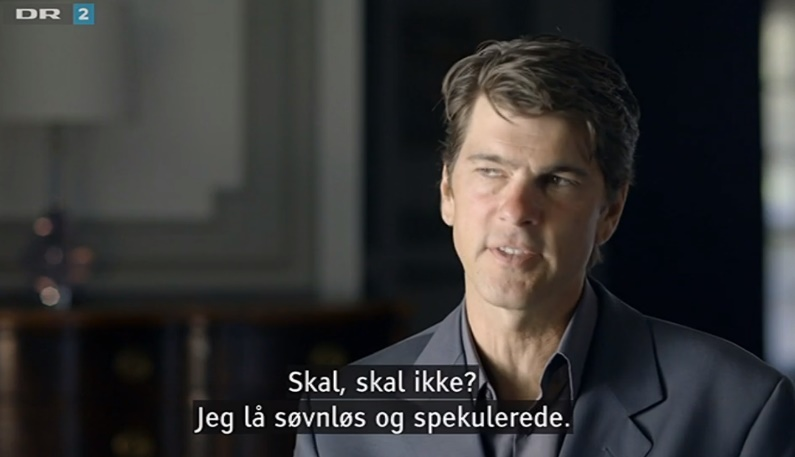 DR 2
Skal, skal ikke?
Jeg lå søvnløs og spekulerede.